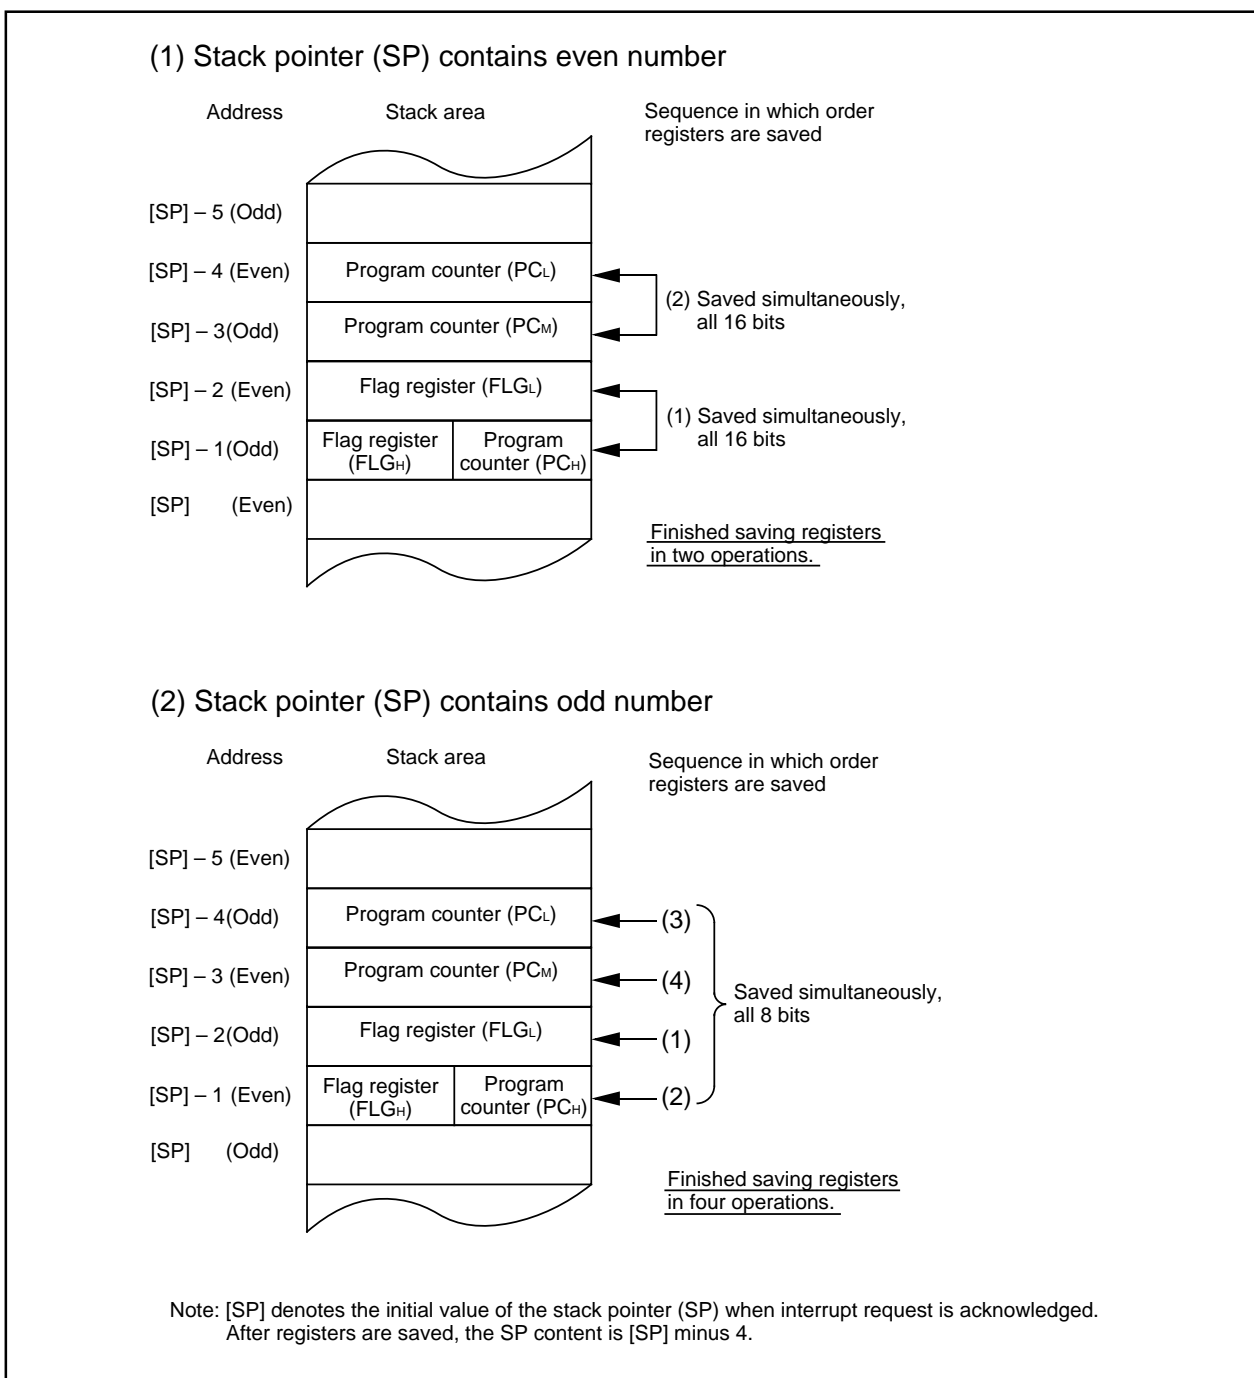 (1) Stack pointer (SP) contains even number
Address
Stack area
Sequence in which order
registers are saved
[SP] – 5 (Odd)
[SP] – 4 (Even)
Program counter (PCL)
[SP] – 3(Odd)
Program counter (PCM)
(2) Saved simultaneously,
all 16 bits
[SP] – 2 (Even)
Flag register (FLGL)
[SP] – 1(Odd)
Flag register
(FLGH)
Program
counter (PCH)
(1) Saved simultaneously,
all 16 bits
[SP] (Even)
Finished saving registers
in two operations.
(2) Stack pointer (SP) contains odd number
Address
Stack area
Sequence in which order
registers are saved
[SP] – 5 (Even)
[SP] – 4(Odd)
Program counter (PCL)
(3)
[SP] – 3 (Even)
Program counter (PCM)
(4)
Saved simultaneously,
all 8 bits
[SP] – 2(Odd)
Flag register (FLGL)
(1)
[SP] – 1 (Even)
Flag register
(FLGH)
Program
counter (PCH)
(2)
[SP] (Odd)
Finished saving registers
in four operations.
Note: [SP] denotes the initial value of the stack pointer (SP) when interrupt request is acknowledged.
After registers are saved, the SP content is [SP] minus 4.